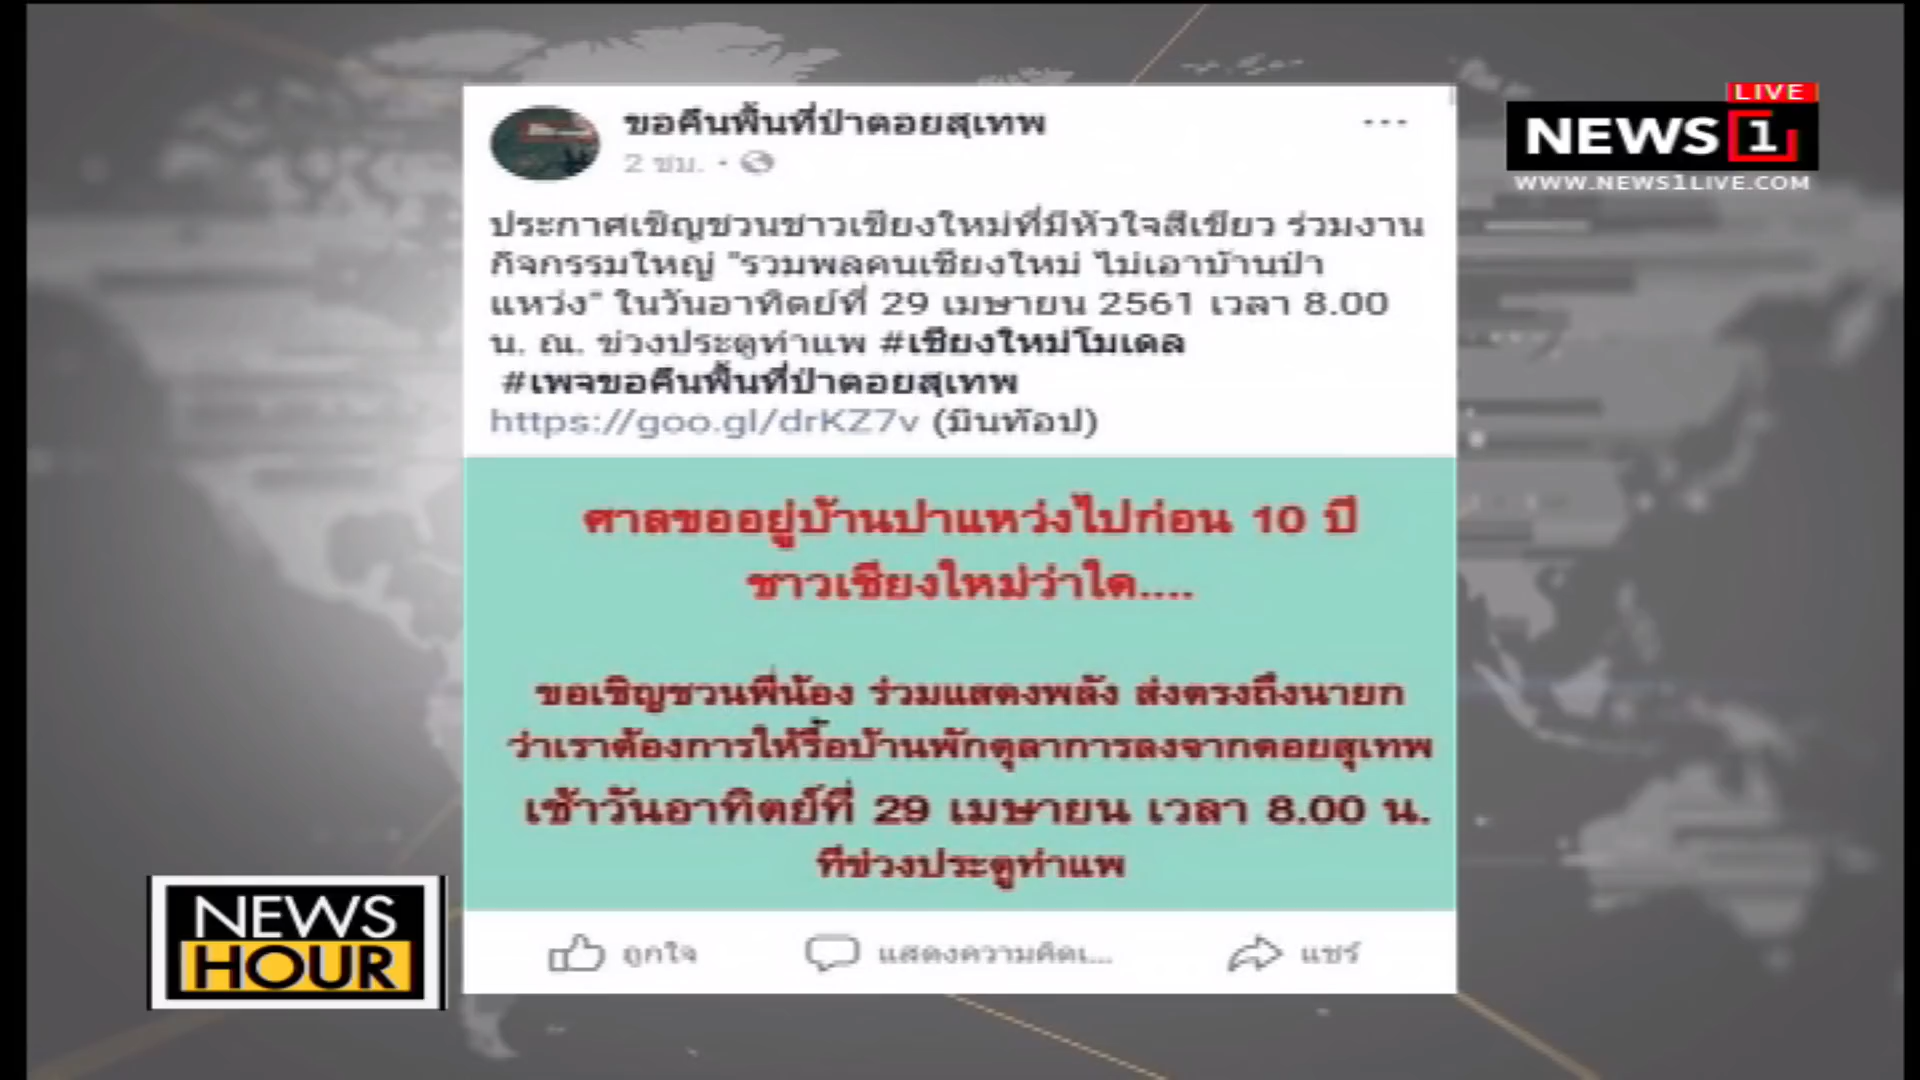 LIVE
NEWS 1
WWW.NEWS1LIVE.COM
ขอคืนพื้นที่ป่าดอยสุเทพ
2 ชม.
ประกาศเชิญชวนชาวเชียงใหม่ที่มีหัวใจสีเขียว ร่วมงาน
กิจกรรมใหญ่ "รวมพลคนเชียงใหม่ ไม่เอาบ้านป่า
แหว่ง" ในวันอาทิตย์ที่ 29 เมษายน 2561 เวลา 8.00
น. ณ. ข่วงประตูท่าแพ #เชียงใหม่โมเดล
#เพจขอคืนพื้นที่ป่าดอยสุเทพ
https://goo.gl/drKZ7v (มินท๊อป)
ศาลขออยู่บ้านป่าแหว่งไปก่อน 10 ปี
ชาวเชียงใหม่ว่าใด....
ขอเชิญชวนพี่น้อง ร่วมแสดงพลัง ส่งตรงถึงนายก
ว่าเราต้องการให้รื้อบ้านพักตุลาการลงจากดอยสุเทพ
เช้าวันอาทิตย์ที่ 29 เมษายน เวลา 8.00 น.
ที่ข่วงประตูท่าแพ
ถูกใจ แสดงความคิดเ... แชร์
NEWS
HOUR